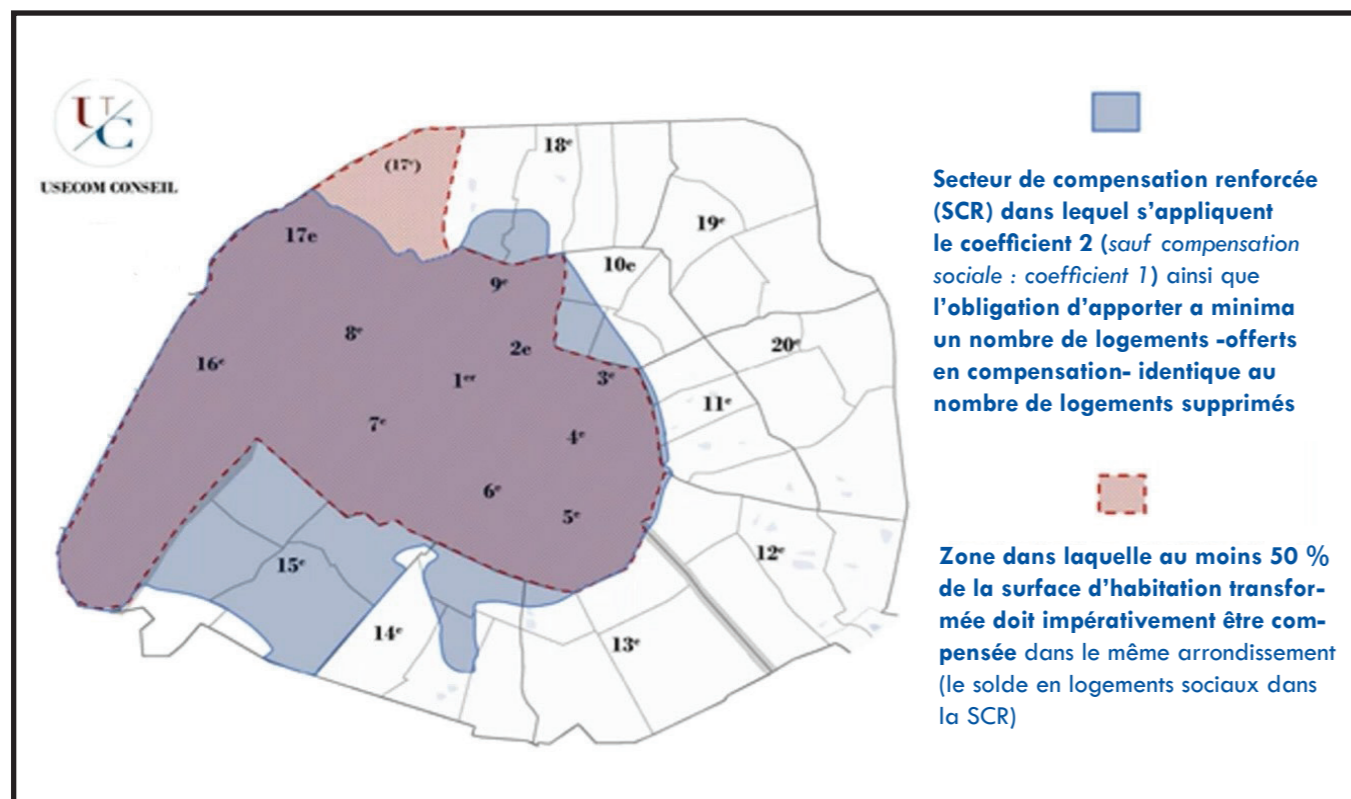 UTC
USECOM CONSEIL
(17ᵉ)
18ᵉ
17e
19ᵉ
10e
9ᵉ
8ᵉ
2e
20ᵉ
16ᵉ
1ᵉʳ
3ᵉ
11ᵉ
7ᵉ
4ᵉ
6ᵉ
5ᵉ
12ᵉ
15ᵉ
14ᵉ
13ᵉ
Secteur de compensation renforcée
(SCR) dans lequel s’appliquent
le coefficient 2 (sauf compensation
sociale : coefficient 1) ainsi que
l’obligation d’apporter a minima
un nombre de logements -offerts
en compensation- identique au
nombre de logements supprimés
Zone dans laquelle au moins 50 %
de la surface d’habitation transfor-
mée doit impérativement être com-
pensée dans le même arrondissement
(le solde en logements sociaux dans
la SCR)